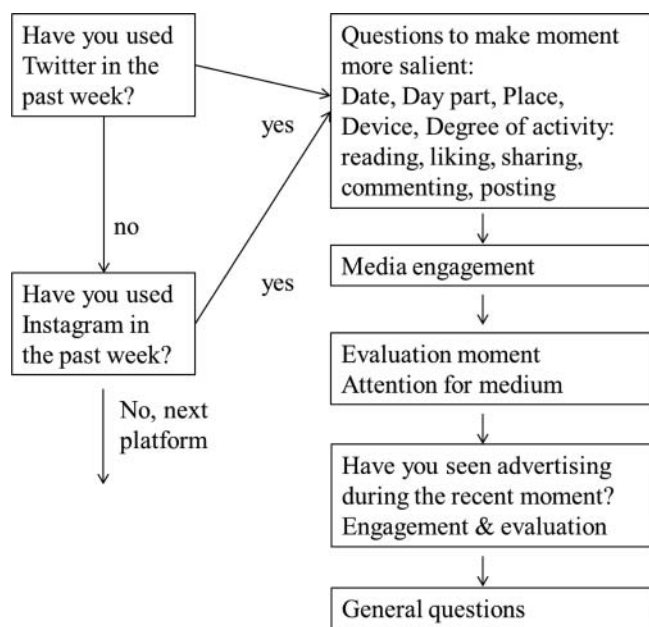 Have you used
Twitter in the
past week?
yes
no
Have you used
Instagram in
the past week?
yes
No, next
platform
Questions to make moment
more salient:
Date, Day part, Place,
Device, Degree of activity:
reading, liking, sharing,
commenting, posting
Media engagement
Evaluation moment
Attention for medium
Have you seen advertising
during the recent moment?
Engagement & evaluation
General questions